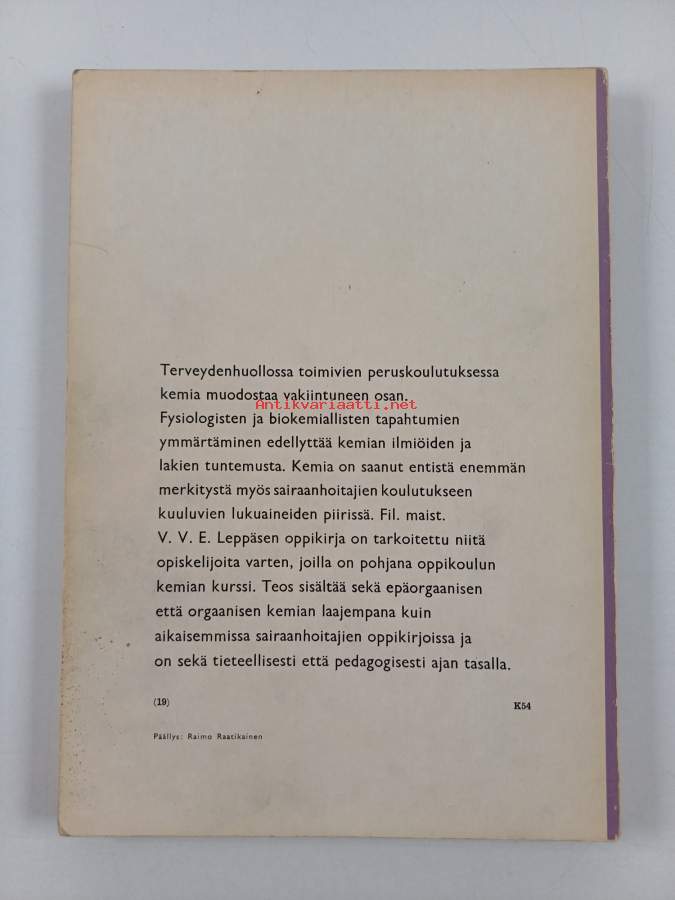 Terveydenhuollossa toimivien peruskoulutuksessa
kemia muodostaa vakiintuneen osan.
Antikvariaatti.net
Fysiologisten ja biokemiallisten tapahtumien
ymmärtäminen edellyttää kemian ilmiöiden ja
lakien tuntemusta. Kemia on saanut entistä enemmän
merkitystä myös sairaanhoitajien koulutukseen
kuuluvien lukuaineiden piirissä. Fil. maist.
V. V. E. Leppäsen oppikirja on tarkoitettu niitä
opiskelijoita varten, joilla on pohjana oppikoulun
kemian kurssi. Teos sisältää sekä epäorgaanisen
että orgaanisen kemian laajempana kuin
aikaisemmissa sairaanhoitajien oppikirjoissa ja
on sekä tieteellisesti että pedagogisesti ajan tasalla.
(19) K54
Päällys: Raimo Raatikainen